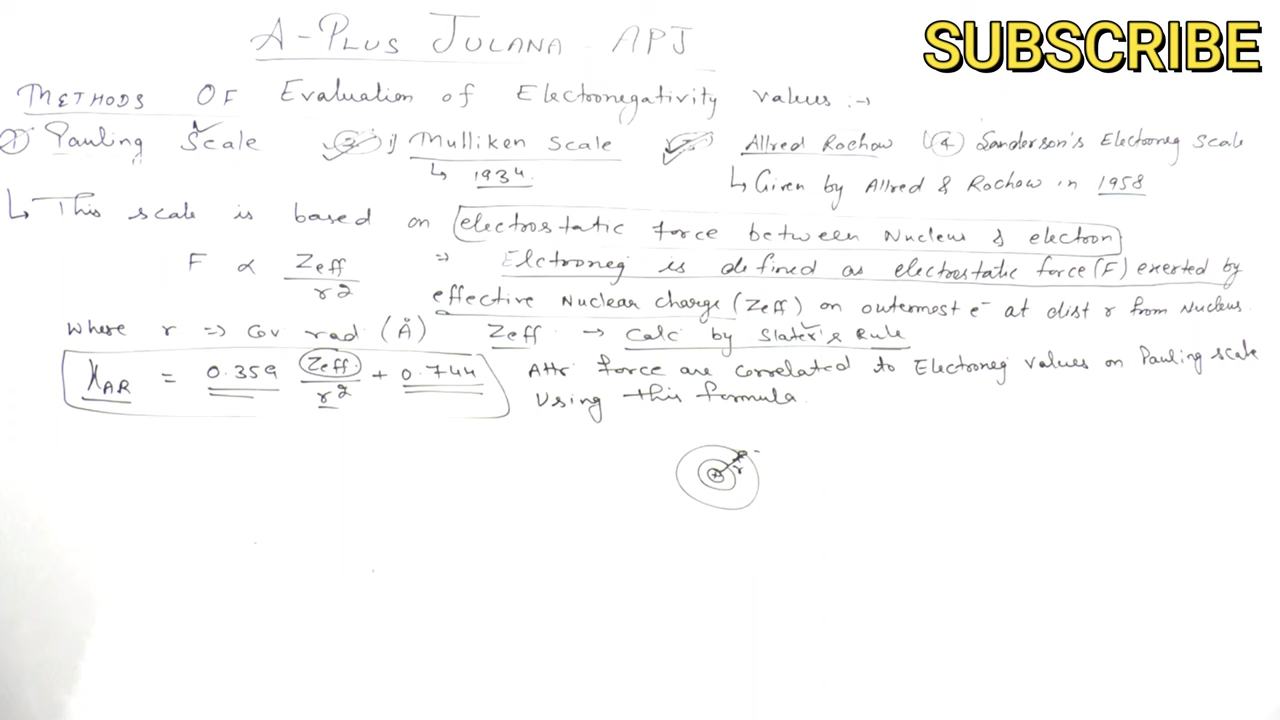 A-PLUS JULANA APJ
SUBSCRIBE
METHODS OF Evaluation of Electronegativity values :→
① Pauling Scale ② Mulliken Scale Allred Rochow ④ Sanderson's Electroneg Scale
↳ 1934. ↳ Given by Allred & Rochow in 1958
↳ This scale is based on electrostatic force between Nucleus & electron
F ∝ Zeff / r2 ⇒ Elctroneg is defined as electrostatic force (F) exerted by
effective Nuclear charge (Zeff) on outermost e- at dist r from Nucleus.
Where r ⇒ Cov rad (Å) Zeff → Calc by Slater's Rule
XAR = 0.359 Zeff / r2 + 0.744 Attr force are correlated to Electroneg values on Pauling scale
Using this formula.
e-
r
+